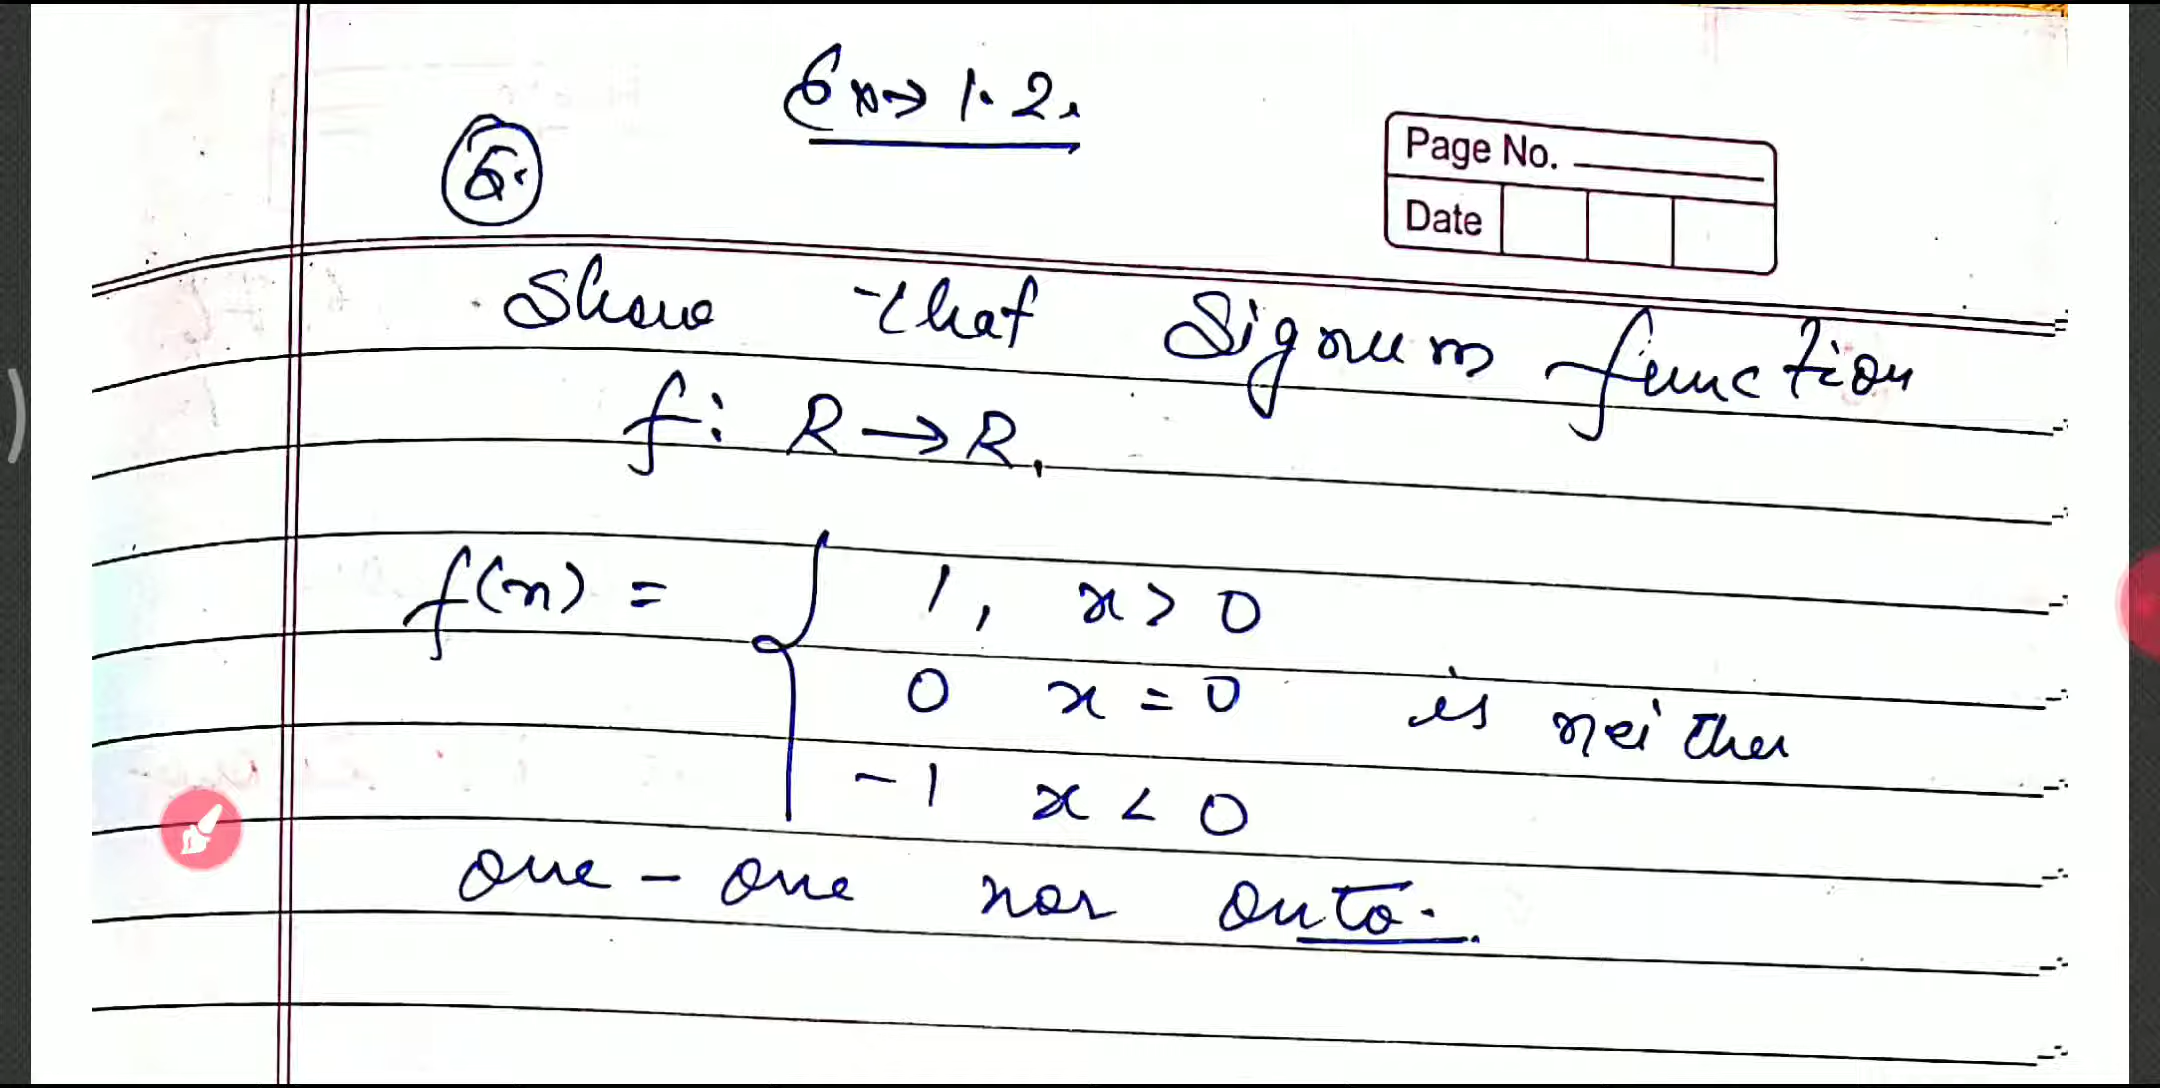 Ex → 1.2.
5.
Page No.
Date
Show that Signum function
f: R → R,
f(x) = { 1, x > 0
0 x = 0 is neither
-1 x < 0
one-one nor onto.